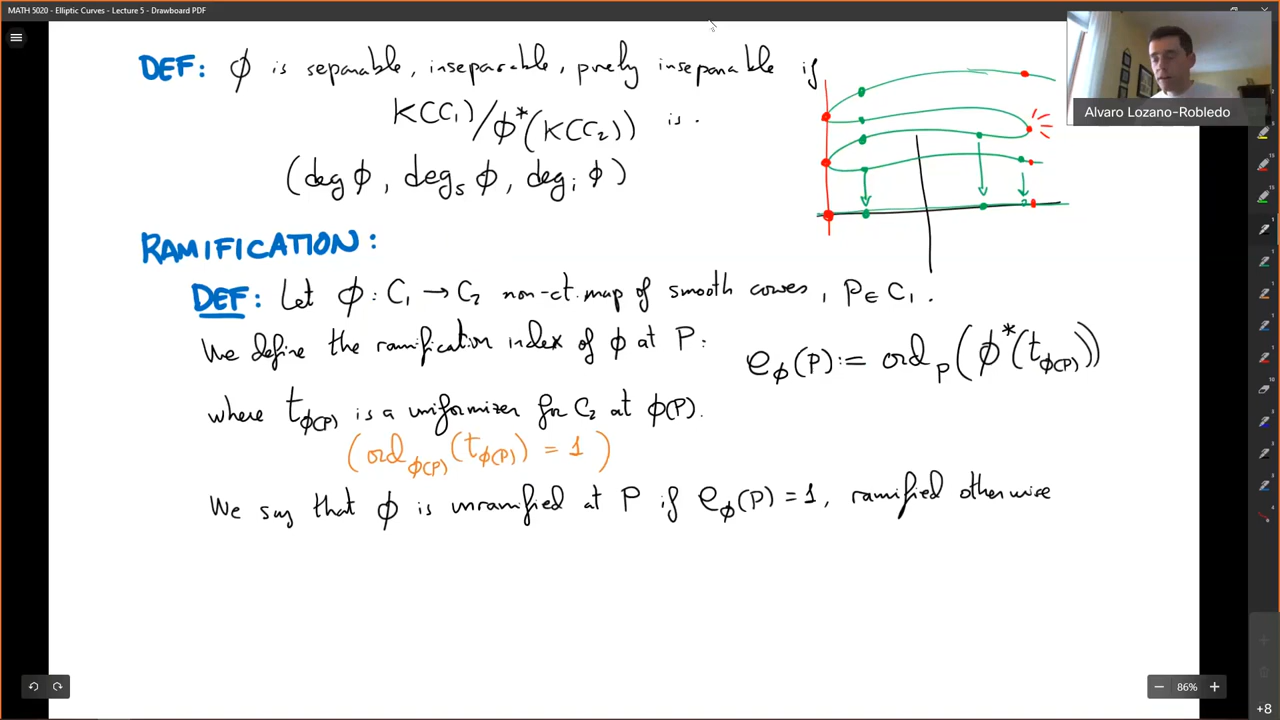 MATH 5020 - Elliptic Curves - Lecture 5 - Drawboard PDF
DEF: ϕ is separable, inseparable, purely inseparable if
K(C₁)/ϕ*(K(C₂)) is.
(deg ϕ, deg_s ϕ, deg_i ϕ)
Alvaro Lozano-Robledo
RAMIFICATION:
DEF: Let ϕ: C₁ → C₂ non-ct. map of smooth curves, P ∈ C₁.
We define the ramification index of ϕ at P: e_ϕ(P) := ord_P(ϕ*(t_ϕ(P)))
where t_ϕ(P) is a uniformizer for C₂ at ϕ(P).
(ord_ϕ(P)(t_ϕ(P)) = 1)
We say that ϕ is unramified at P if e_ϕ(P) = 1, ramified otherwise
86%
+8